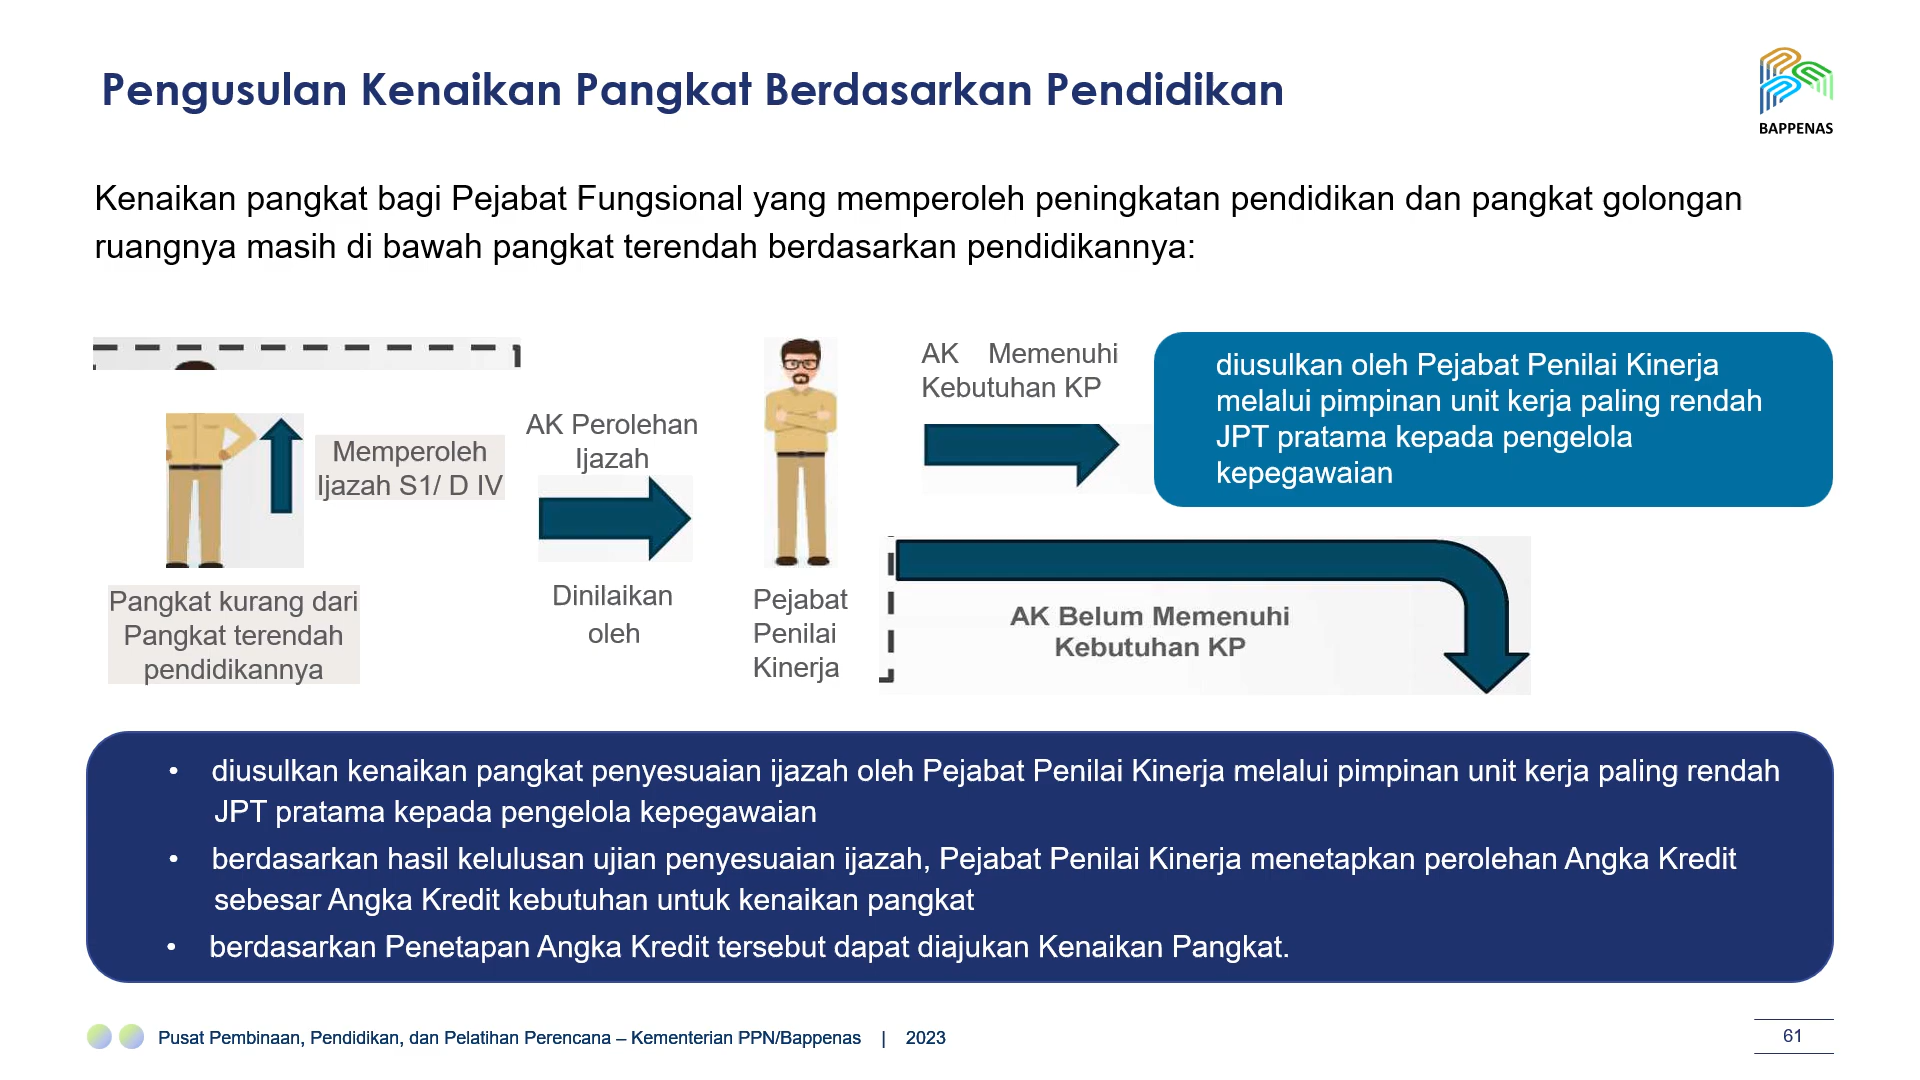 Pengusulan Kenaikan Pangkat Berdasarkan Pendidikan
BAPPENAS
Kenaikan pangkat bagi Pejabat Fungsional yang memperoleh peningkatan pendidikan dan pangkat golongan
ruangnya masih di bawah pangkat terendah berdasarkan pendidikannya:
Memperoleh
Ijazah S1/ D IV
Pangkat kurang dari
Pangkat terendah
pendidikannya
AK Perolehan
Ijazah
Dinilaikan
oleh
Pejabat
Penilai
Kinerja
AK Memenuhi
Kebutuhan KP
diusulkan oleh Pejabat Penilai Kinerja
melalui pimpinan unit kerja paling rendah
JPT pratama kepada pengelola
kepegawaian
AK Belum Memenuhi
Kebutuhan KP
• diusulkan kenaikan pangkat penyesuaian ijazah oleh Pejabat Penilai Kinerja melalui pimpinan unit kerja paling rendah
JPT pratama kepada pengelola kepegawaian
• berdasarkan hasil kelulusan ujian penyesuaian ijazah, Pejabat Penilai Kinerja menetapkan perolehan Angka Kredit
sebesar Angka Kredit kebutuhan untuk kenaikan pangkat
• berdasarkan Penetapan Angka Kredit tersebut dapat diajukan Kenaikan Pangkat.
Pusat Pembinaan, Pendidikan, dan Pelatihan Perencana – Kementerian PPN/Bappenas | 2023
61